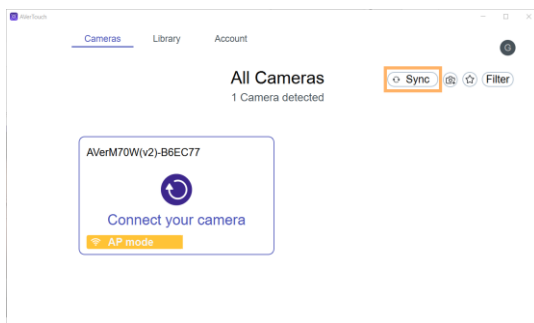 AVerTouch
Cameras Library Account
G
All Cameras
Sync Filter
1 Camera detected
AVerM70W(v2)-B6EC77
Connect your camera
AP mode